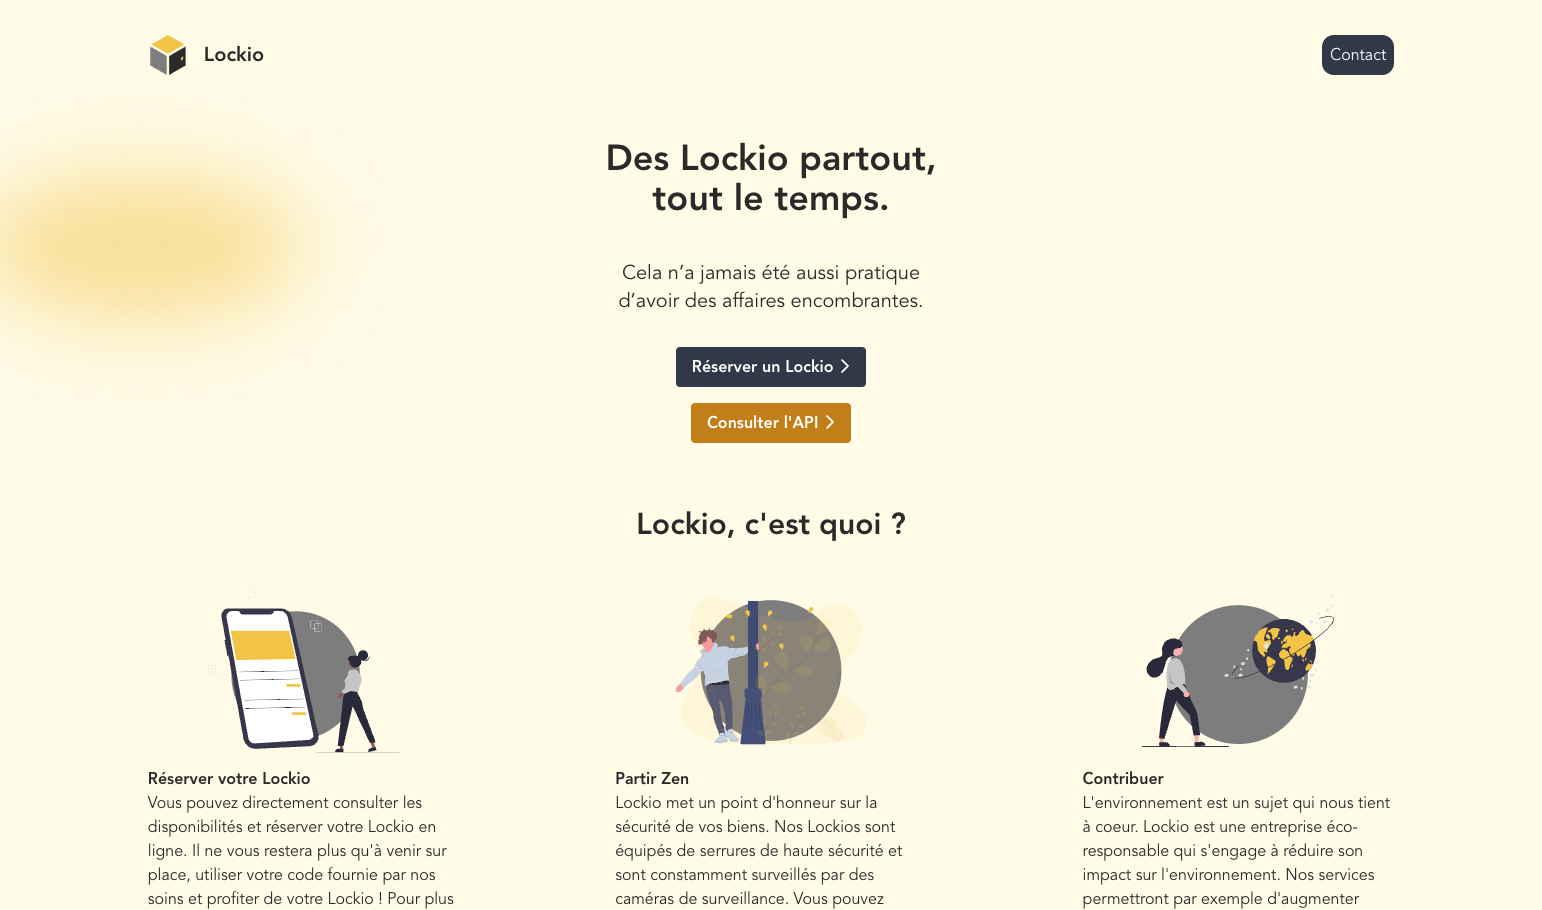 Lockio
Contact
Des Lockio partout,
tout le temps.
Cela n’a jamais été aussi pratique
d’avoir des affaires encombrantes.
Réserver un Lockio
Consulter l'API
Lockio, c'est quoi ?
Réserver votre Lockio
Vous pouvez directement consulter les
disponibilités et réserver votre Lockio en
ligne. Il ne vous restera plus qu'à venir sur
place, utiliser votre code fournie par nos
soins et profiter de votre Lockio ! Pour plus
Partir Zen
Lockio met un point d'honneur sur la
sécurité de vos biens. Nos Lockios sont
équipés de serrures de haute sécurité et
sont constamment surveillés par des
caméras de surveillance. Vous pouvez
Contribuer
L'environnement est un sujet qui nous tient
à coeur. Lockio est une entreprise éco-
responsable qui s'engage à réduire son
impact sur l'environnement. Nos services
permettront par exemple d'augmenter